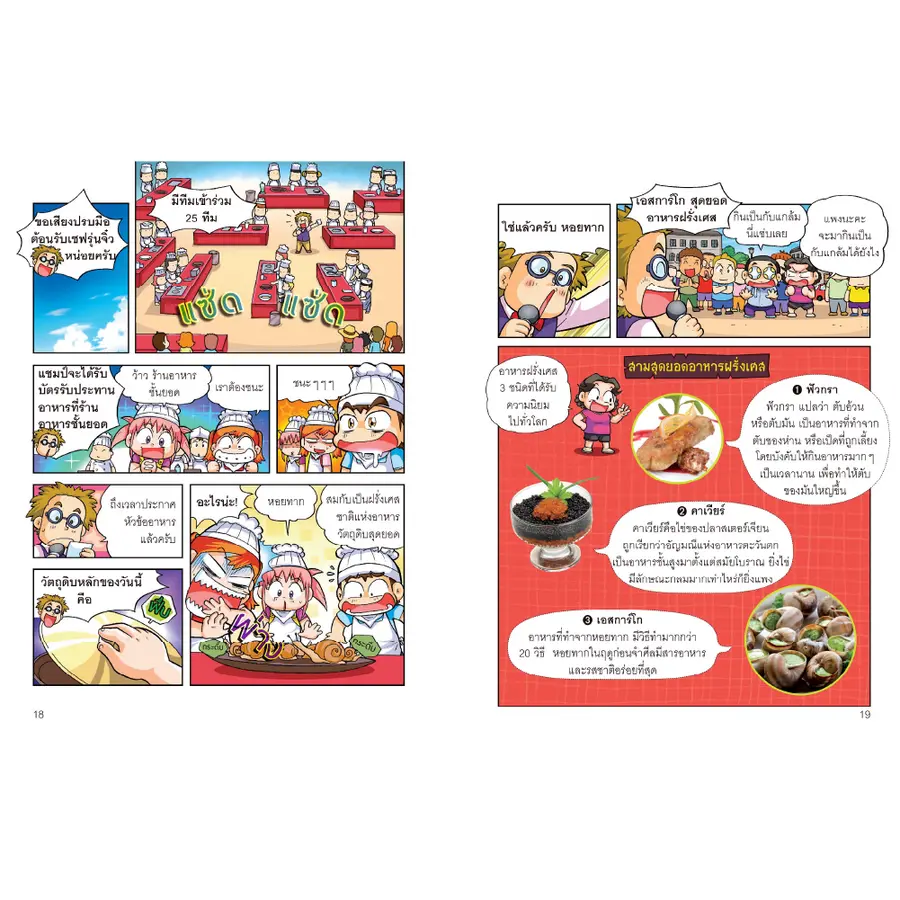 ขอเสียงปรบมือ
ต้อนรับเชฟรุ่นจิ๋ว
หน่อยครับ
มีทีมเข้าร่วม
25 ทีม
แซ่ด
แซ่ด
แชมป์จะได้รับ
บัตรรับประทาน
อาหารที่ร้าน
อาหารชั้นยอด
ว้าว ร้านอาหาร
ชั้นยอด
เราต้องชนะ
ชนะๆๆๆ
ถึงเวลาประกาศ
หัวข้ออาหาร
แล้วครับ
วัตถุดิบหลักของวันนี้
คือ
พึ่บ
อะไรน่ะ!
หอยทาก
สมกับเป็นฝรั่งเศส
ชาติแห่งอาหาร
วัตถุดิบสุดยอด
กระดึ๊บ
กระดึ๊บ
18
ใช่แล้วครับ หอยทาก
เอสการ์โก สุดยอด
อาหารฝรั่งเศส
กินเป็นกับแกล้ม
นี่แซ่บเลย
แพงนะคะ
จะมากินเป็น
กับแกล้มได้ยังไง
อาหารฝรั่งเศส
3 ชนิดที่ได้รับ
ความนิยม
ไปทั่วโลก
สามสุดยอดอาหารฝรั่งเศส
1 ฟัวกรา
ฟัวกรา แปลว่า ตับอ้วน
หรือตับมัน เป็นอาหารที่ทำจาก
ตับของห่าน หรือเป็ดที่ถูกเลี้ยง
โดยบังคับให้กินอาหารมากๆ
เป็นเวลานาน เพื่อทำให้ตับ
ของมันใหญ่ขึ้น
2 คาเวียร์
คาเวียร์คือไข่ของปลาสเตอร์เจียน
ถูกเรียกว่าอัญมณีแห่งอาหารตะวันตก
เป็นอาหารชั้นสูงมาตั้งแต่สมัยโบราณ ยิ่งไข่
มีลักษณะกลมมากเท่าไหร่ก็ยิ่งแพง
3 เอสการ์โก
อาหารที่ทำจากหอยทาก มีวิธีทำมากกว่า
20 วิธี หอยทากในฤดูก่อนจำศีลมีสารอาหาร
และรสชาติอร่อยที่สุด
19